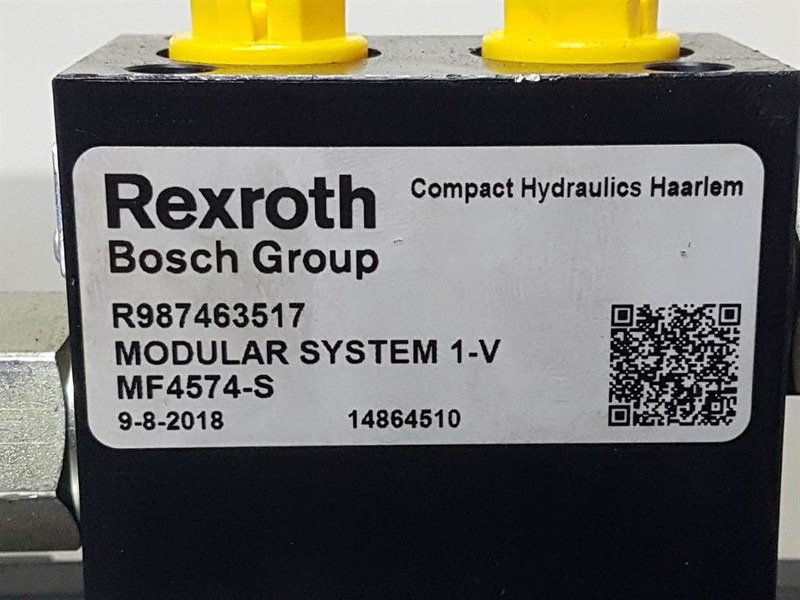 Rexroth
Bosch Group
Compact Hydraulics Haarlem
R987463517
MODULAR SYSTEM 1-V
MF4574-S
9-8-2018 14864510